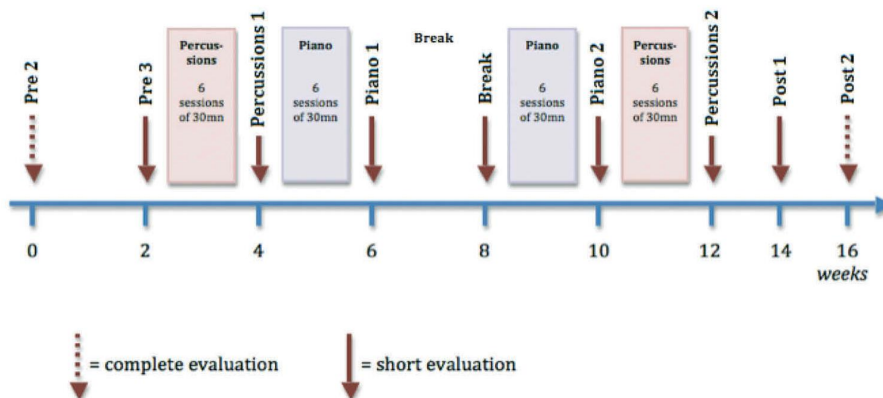 Pre 2
Pre 3
Percus-
sions
6
sessions
of 30mn
Percussions 1
Piano
6
sessions
of 30mn
Piano 1
Break
Break
Piano
6
sessions
of 30mn
Piano 2
Percus-
sions
6
sessions
of 30mn
Percussions 2
Post 1
Post 2
0 2 4 6 8 10 12 14 16
weeks
= complete evaluation = short evaluation